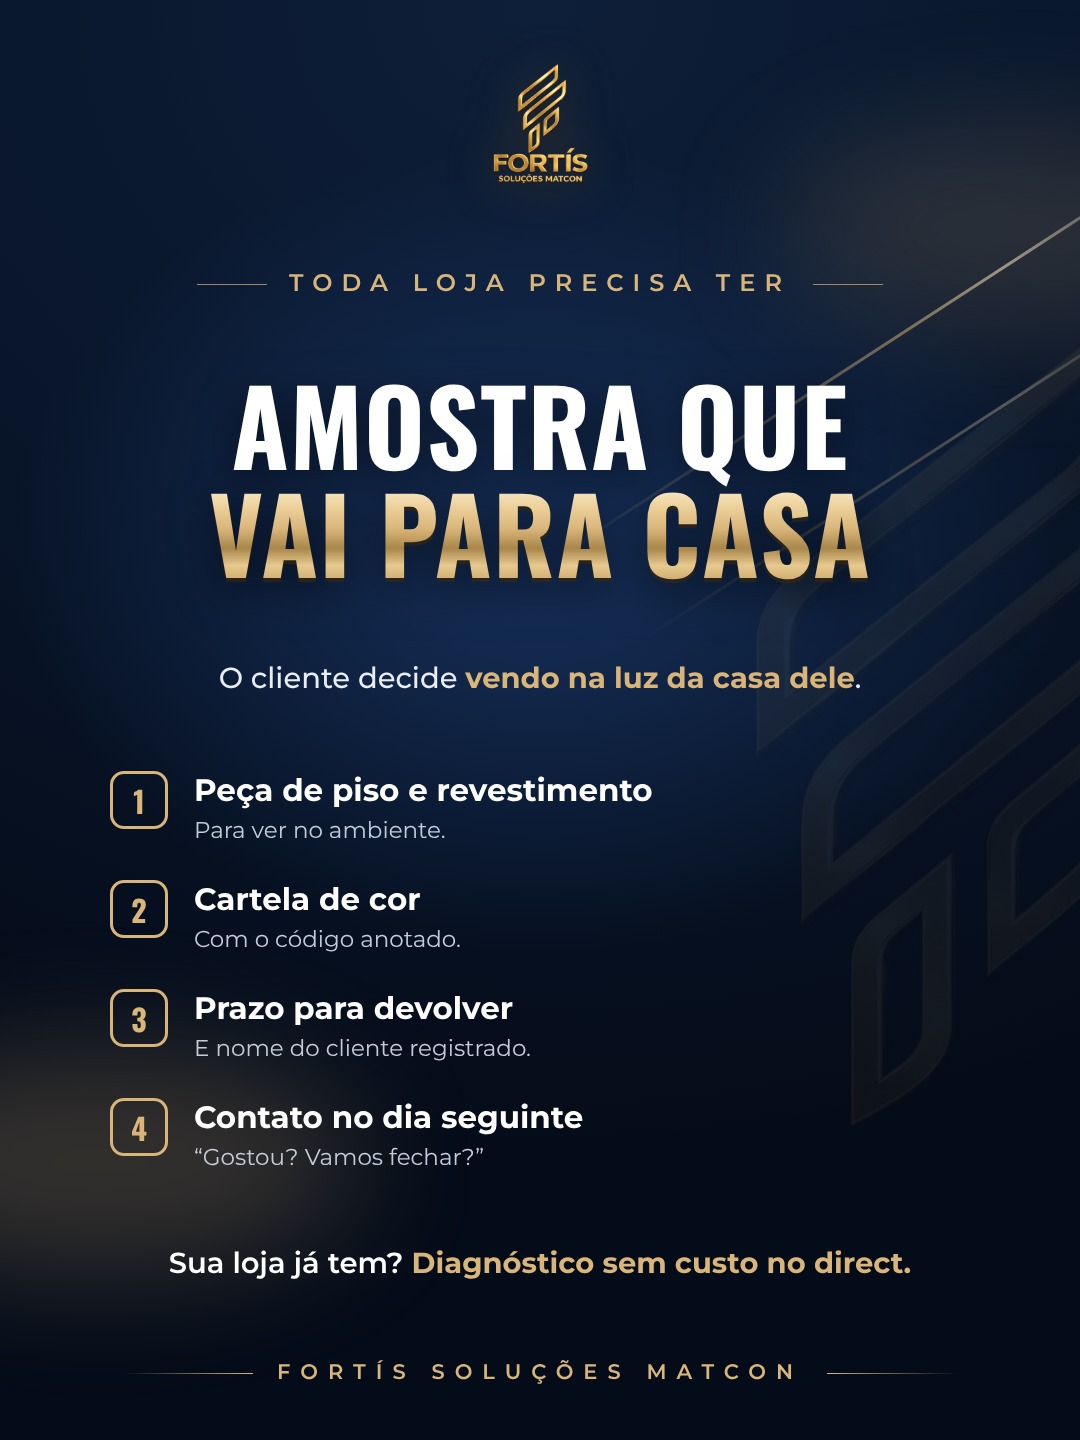 FORTÍS
SOLUÇÕES MATCON
TODA LOJA PRECISA TER
AMOSTRA QUE
VAI PARA CASA
O cliente decide vendo na luz da casa dele.
1
Peça de piso e revestimento
Para ver no ambiente.
2
Cartela de cor
Com o código anotado.
3
Prazo para devolver
E nome do cliente registrado.
4
Contato no dia seguinte
“Gostou? Vamos fechar?”
Sua loja já tem? Diagnóstico sem custo no direct.
FORTÍS SOLUÇÕES MATCON